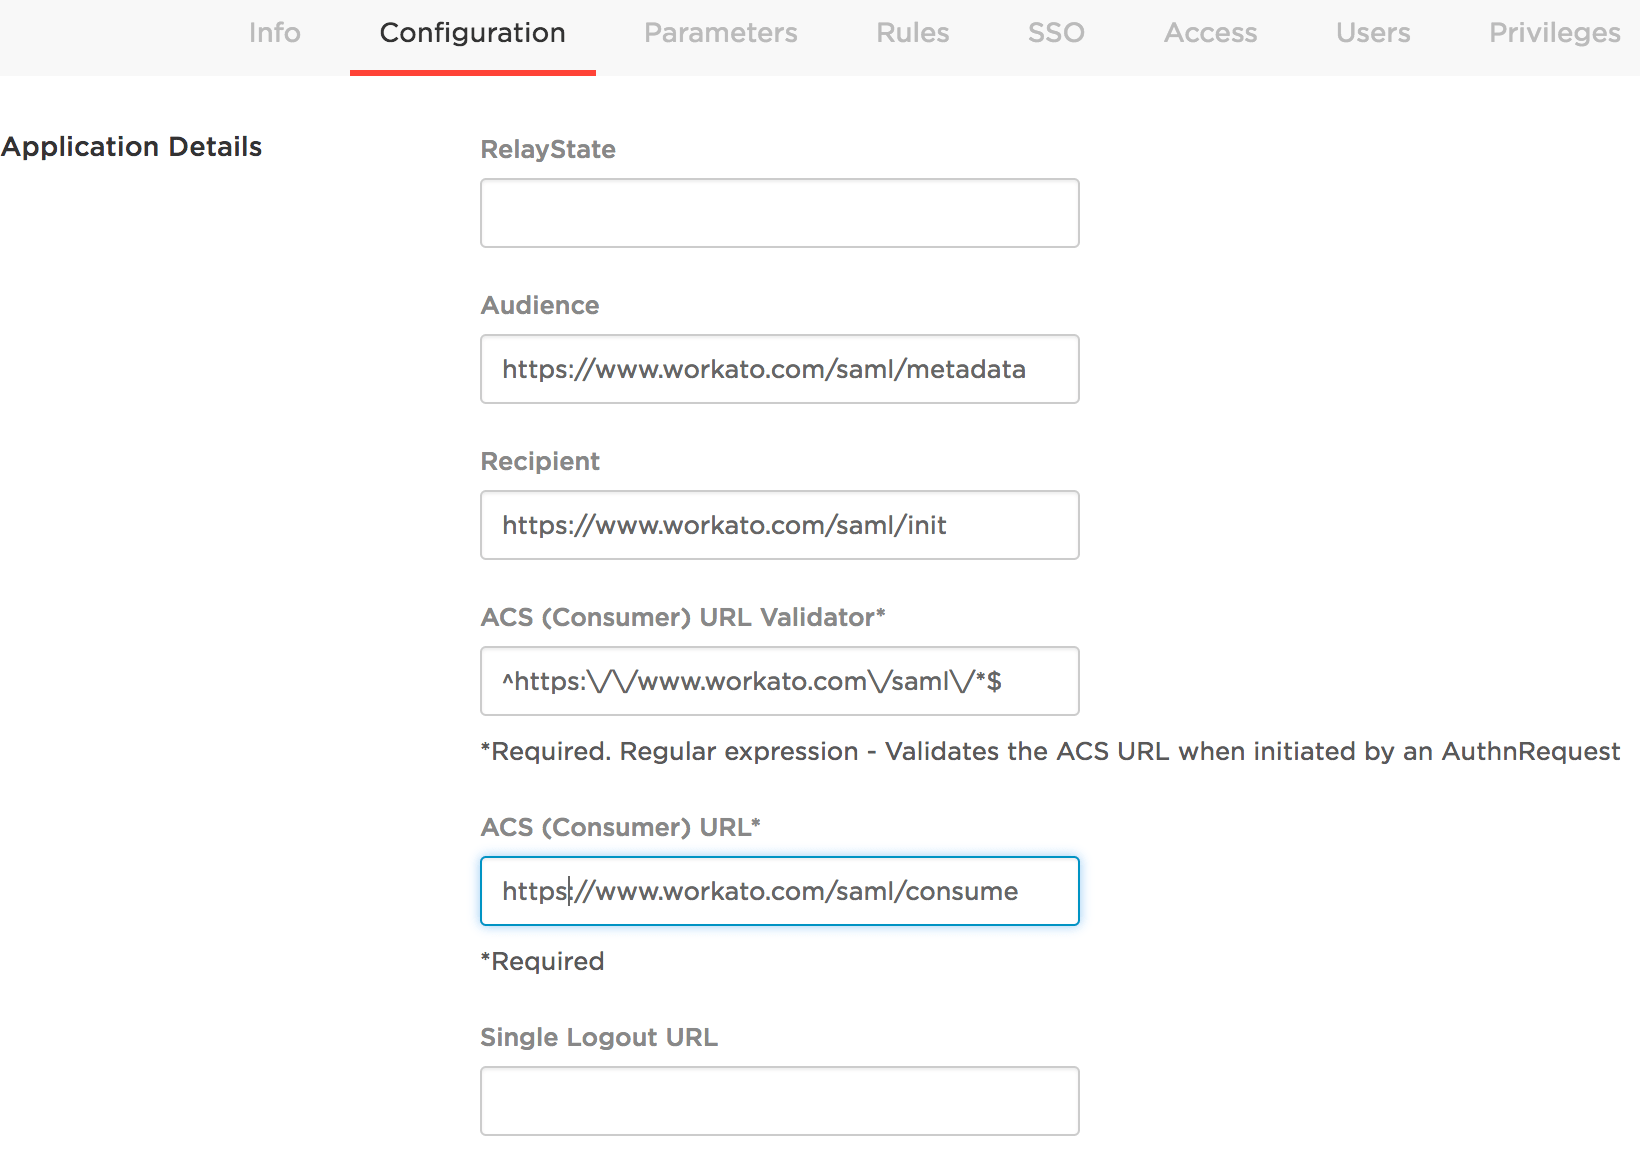 Info Configuration Parameters Rules SSO Access Users Privileges
Application Details
RelayState
Audience
https://www.workato.com/saml/metadata
Recipient
https://www.workato.com/saml/init
ACS (Consumer) URL Validator*
^https:\/\/www.workato.com\/saml\/*$
*Required. Regular expression - Validates the ACS URL when initiated by an AuthnRequest
ACS (Consumer) URL*
https://www.workato.com/saml/consume
*Required
Single Logout URL